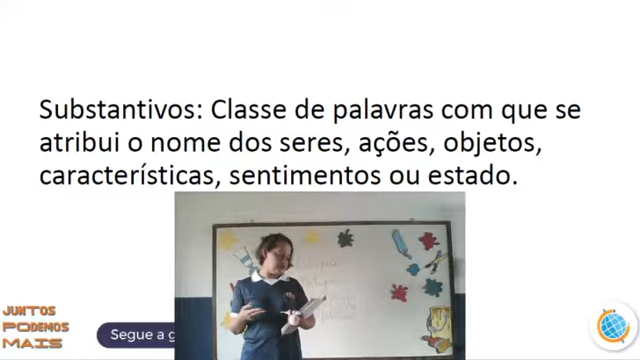 Substantivos: Classe de palavras com que se
atribui o nome dos seres, ações, objetos,
características, sentimentos ou estado.
JUNTOS
PODEMOS
MAIS
Segue a g